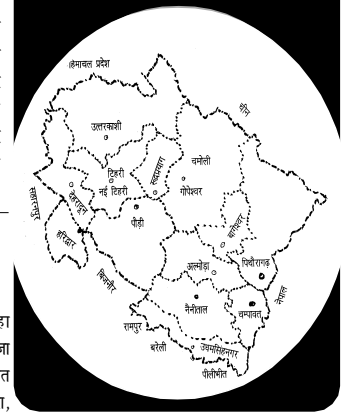 हिमाचल प्रदेश
चीन
उत्तरकाशी
चमोली
रुद्रप्रयाग
टिहरी
नई टिहरी
गोपेश्वर
देहरादून
सहारनपुर
पौड़ी
हरिद्वार
बागेश्वर
बिजनौर
अल्मोड़ा
पिथौरागढ़
नैनीताल
नेपाल
चम्पावत
रामपुर
बरेली
उधमसिंहनगर
पीलीभीत